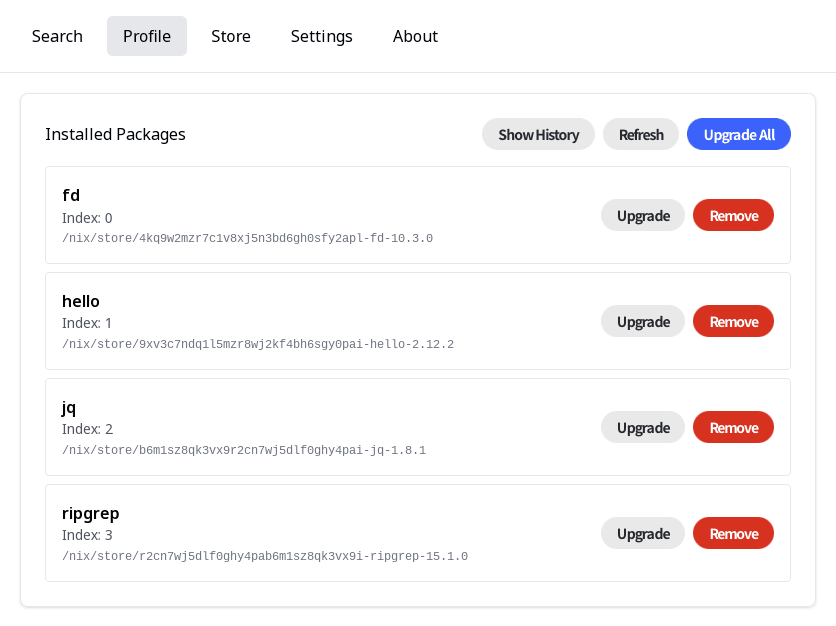 Search Profile Store Settings About
Installed Packages Show History Refresh Upgrade All
fd
Index: 0
/nix/store/4kq9w2mzr7c1v8xj5n3bd6gh0sfy2apl-fd-10.3.0
Upgrade Remove
hello
Index: 1
/nix/store/9xv3c7ndq1l5mzr8wj2kf4bh6sgy0pai-hello-2.12.2
Upgrade Remove
jq
Index: 2
/nix/store/b6m1sz8qk3vx9r2cn7wj5dlf0ghy4pai-jq-1.8.1
Upgrade Remove
ripgrep
Index: 3
/nix/store/r2cn7wj5dlf0ghy4pab6m1sz8qk3vx9i-ripgrep-15.1.0
Upgrade Remove